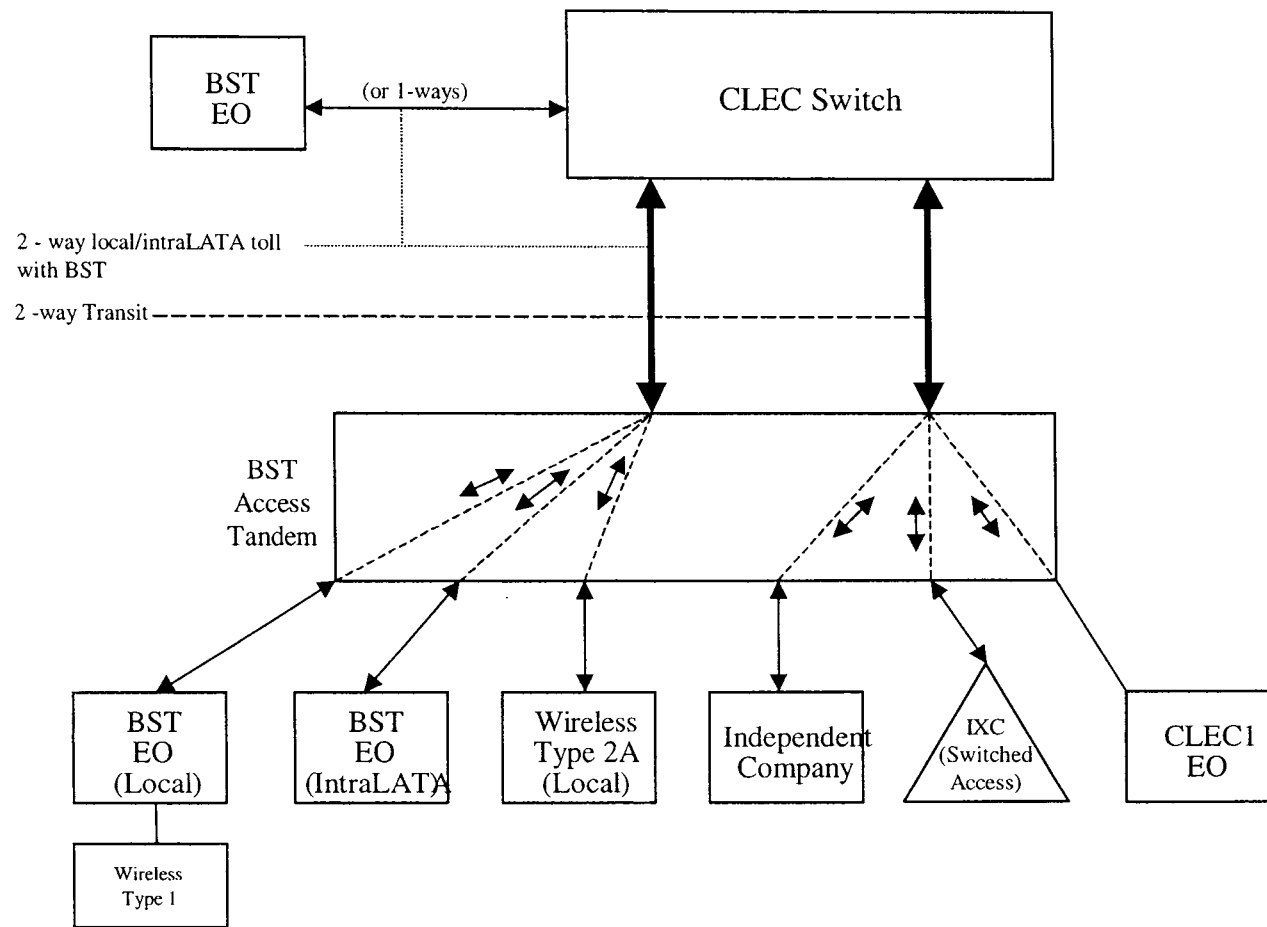 BST
EO
(or 1-ways)
CLEC Switch
2 - way local/intraLATA toll
with BST
2 -way Transit
BST
Access
Tandem
BST
EO
(Local)
BST
EO
(IntraLATA)
Wireless
Type 2A
(Local)
Independent
Company
IXC
(Switched
Access)
CLEC1
EO
Wireless
Type 1